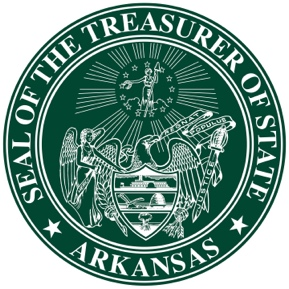 SEAL OF THE TREASURER OF STATE
ARKANSAS
REGNAT
POPULUS